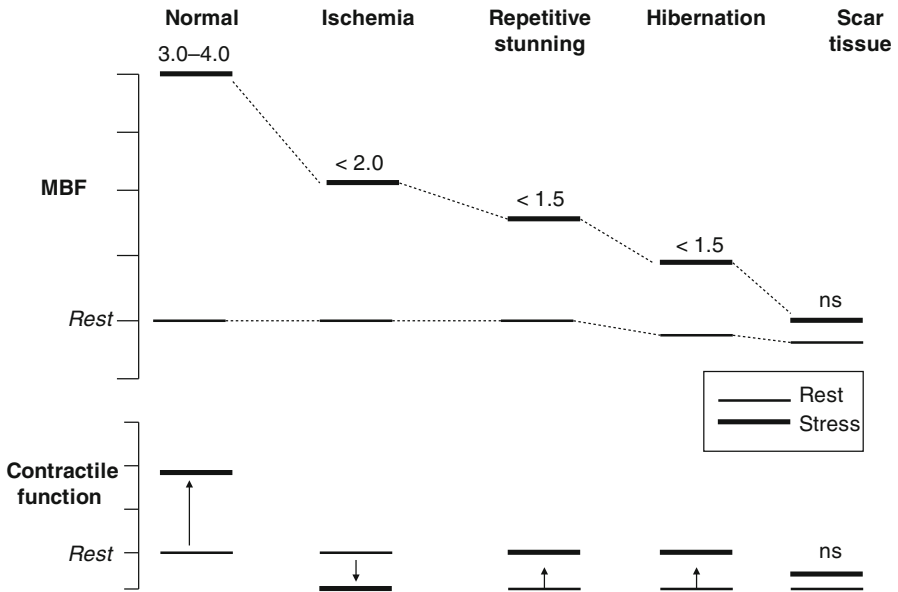 Normal
Ischemia
Repetitive
stunning
Hibernation
Scar
tissue
3.0–4.0
< 2.0
MBF
< 1.5
< 1.5
ns
Rest
Rest
Stress
Contractile
function
Rest
ns